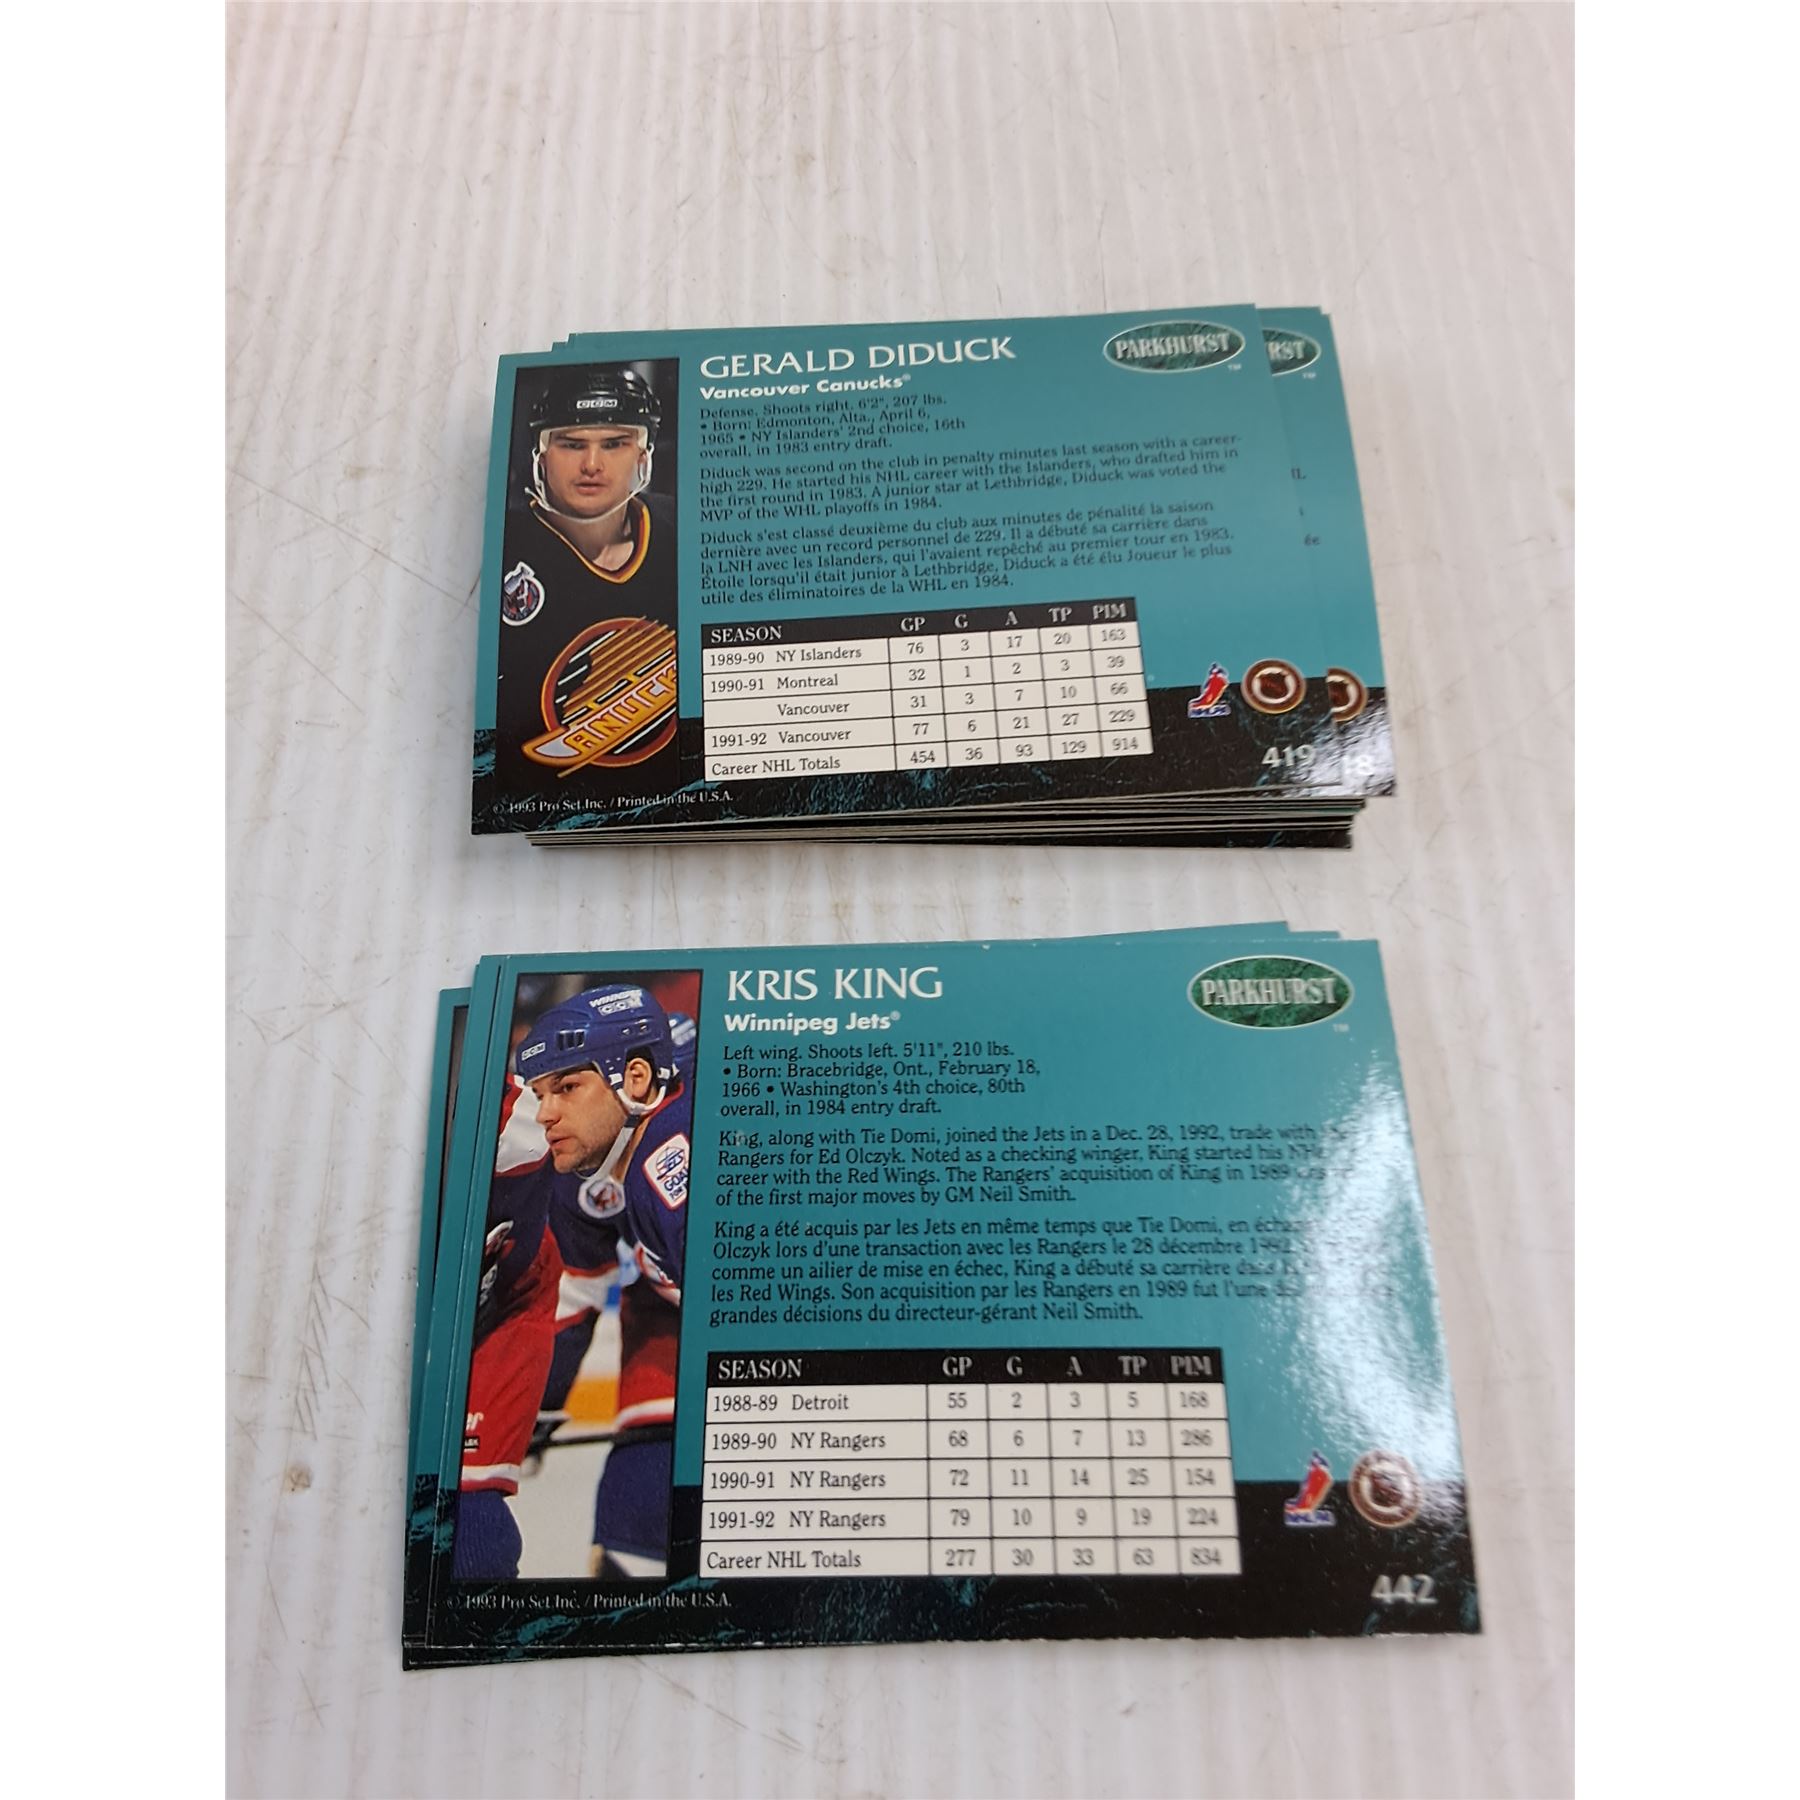 GERALD DIDUCK
Vancouver Canucks®
PARKHURST
TM
RST
TM
CCM
Defense. Shoots right. 6'2", 207 lbs.
• Born: Edmonton, Alta., April 6,
1965 • NY Islanders' 2nd choice, 16th
overall, in 1983 entry draft.
Diduck was second on the club in penalty minutes last season with a career-
high 229. He started his NHL career with the Islanders, who drafted him in
the first round in 1983. A junior star at Lethbridge, Diduck was voted the
MVP of the WHL playoffs in 1984.
Diduck s'est classé deuxième du club aux minutes de pénalité la saison
dernière avec un record personnel de 229. Il a débuté sa carrière dans
la LNH avec les Islanders, qui l'avaient repêché au premier tour en 1983.
Étoile lorsqu'il était junior à Lethbridge, Diduck a été élu Joueur le plus
utile des éliminatoires de la WHL en 1984.
ée
SEASON GP G A TP PIM
1989-90 NY Islanders 76 3 17 20 163
1990-91 Montreal 32 1 2 3 39
Vancouver 31 3 7 10 66
1991-92 Vancouver 77 6 21 27 229
Career NHL Totals 454 36 93 129 914
NHLPA
419
18
© 1993 Pro Set Inc. / Printed in the U.S.A.
KRIS KING
Winnipeg Jets®
PARKHURST
TM
WINNIPEG
CCM
CCM
JETS
GOAL
Left wing. Shoots left. 5'11", 210 lbs.
• Born: Bracebridge, Ont., February 18,
1966 • Washington's 4th choice, 80th
overall, in 1984 entry draft.
King, along with Tie Domi, joined the Jets in a Dec. 28, 1992, trade with
Rangers for Ed Olczyk. Noted as a checking winger, King started his
career with the Red Wings. The Rangers' acquisition of King in 1989
of the first major moves by GM Neil Smith.
King a été acquis par les Jets en même temps que Tie Domi, en
Olczyk lors d'une transaction avec les Rangers le 28 décembre 1992.
comme un ailier de mise en échec, King a débuté sa carrière dans
les Red Wings. Son acquisition par les Rangers en 1989 fut l'une
grandes décisions du directeur-gérant Neil Smith.
SEASON GP G A TP PIM
1988-89 Detroit 55 2 3 5 168
1989-90 NY Rangers 68 6 7 13 286
1990-91 NY Rangers 72 11 14 25 154
1991-92 NY Rangers 79 10 9 19 224
Career NHL Totals 277 30 33 63 834
NHLPA
442
© 1993 Pro Set Inc. / Printed in the U.S.A.